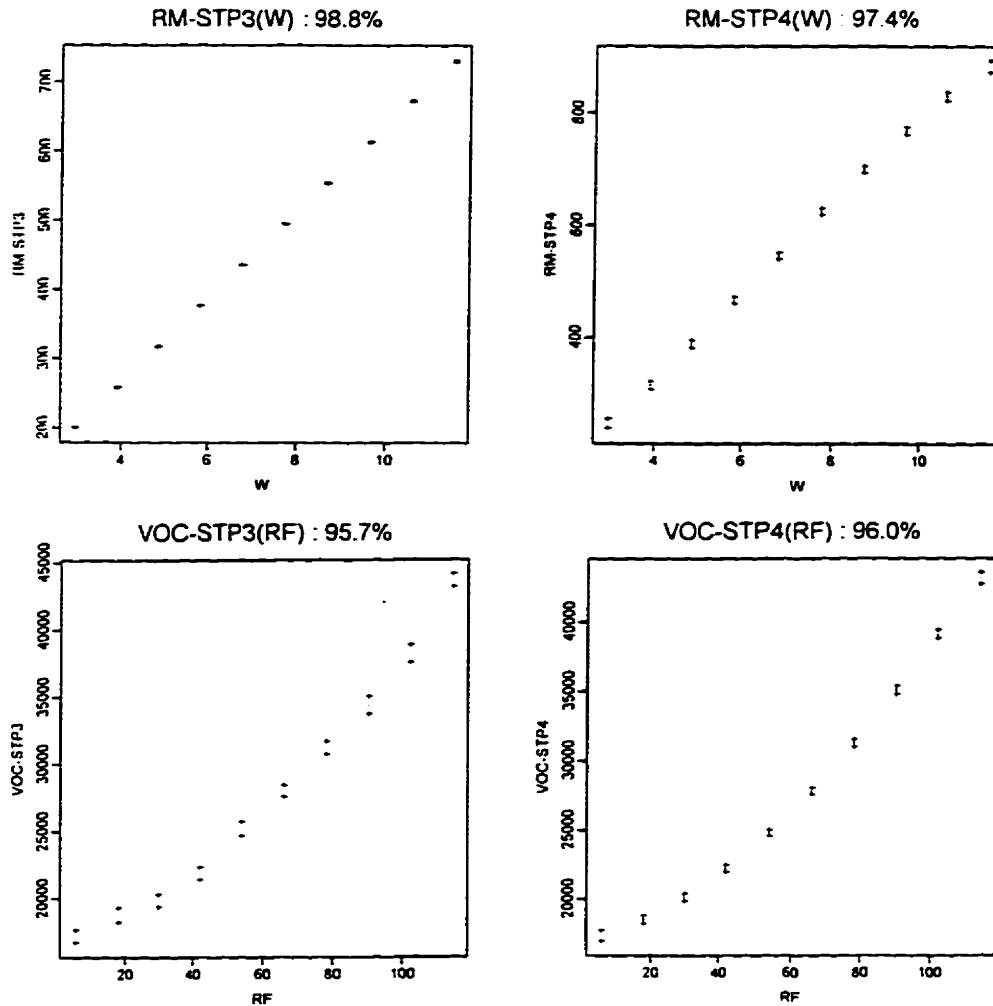 RM-STP3(W) : 98.8%
RM-STP4(W) : 97.4%
RM-STP3
700
600
500
400
300
200
4 6 8 10
W
RM-STP4
800
600
400
4 6 8 10
W
VOC-STP3(RF) : 95.7%
VOC-STP4(RF) : 96.0%
VOC-STP3
45000
40000
35000
30000
25000
20000
20 40 60 80 100
RF
VOC-STP4
40000
35000
30000
25000
20000
20 40 60 80 100
RF